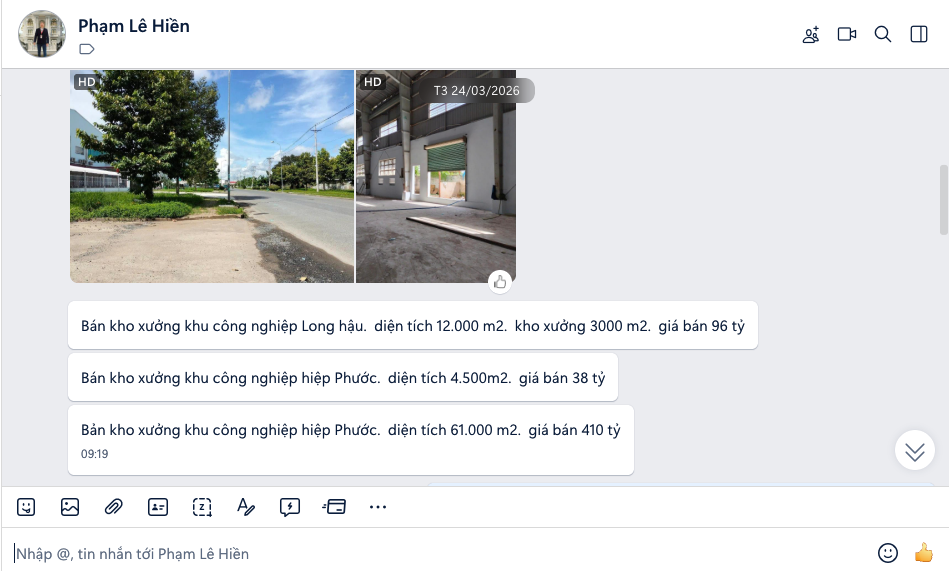 Phạm Lê Hiền
HD
HD
T3 24/03/2026
Bán kho xưởng khu công nghiệp Long hậu.  diện tích 12.000 m2.  kho xưởng 3000 m2.  giá bán 96 tỷ
Bán kho xưởng khu công nghiệp hiệp Phước.  diện tích 4.500m2.  giá bán 38 tỷ
Bản kho xưởng khu công nghiệp hiệp Phước.  diện tích 61.000 m2.  giá bán 410 tỷ
09:19
Nhập @, tin nhắn tới Phạm Lê Hiền